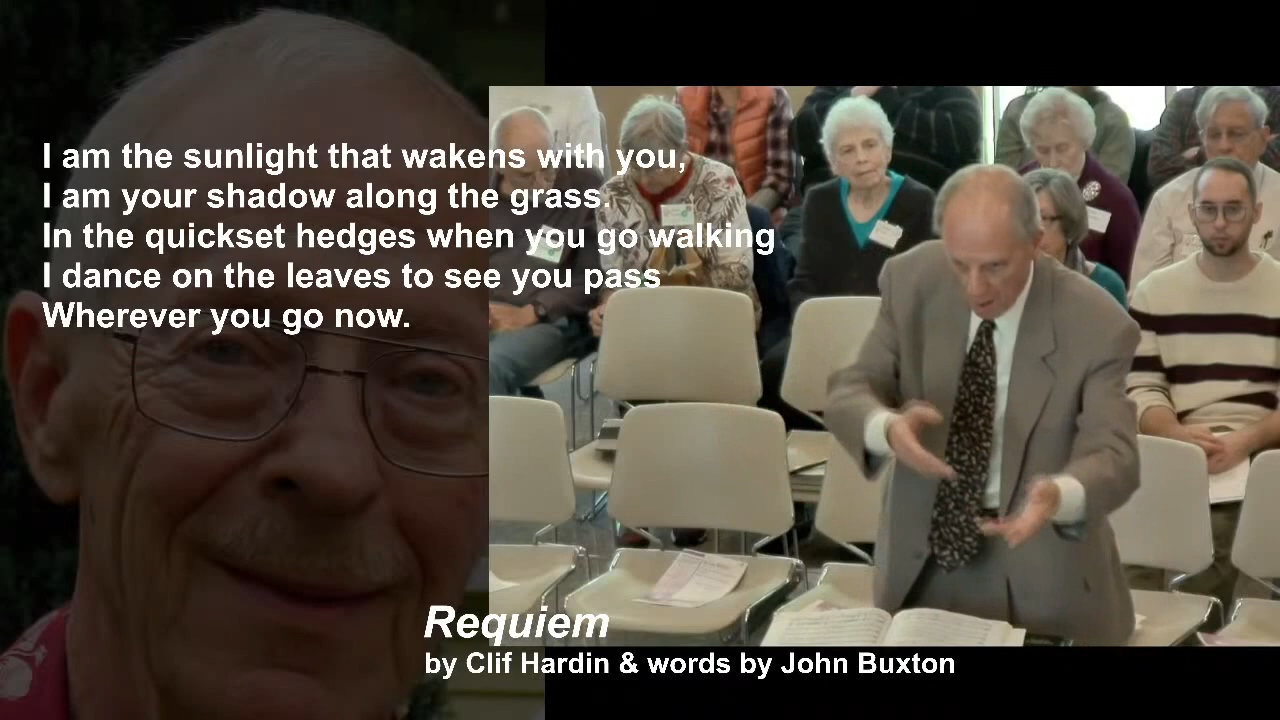 I am the sunlight that wakens with you,
I am your shadow along the grass.
In the quickset hedges when you go walking
I dance on the leaves to see you pass
Wherever you go now.
Requiem
by Clif Hardin & words by John Buxton